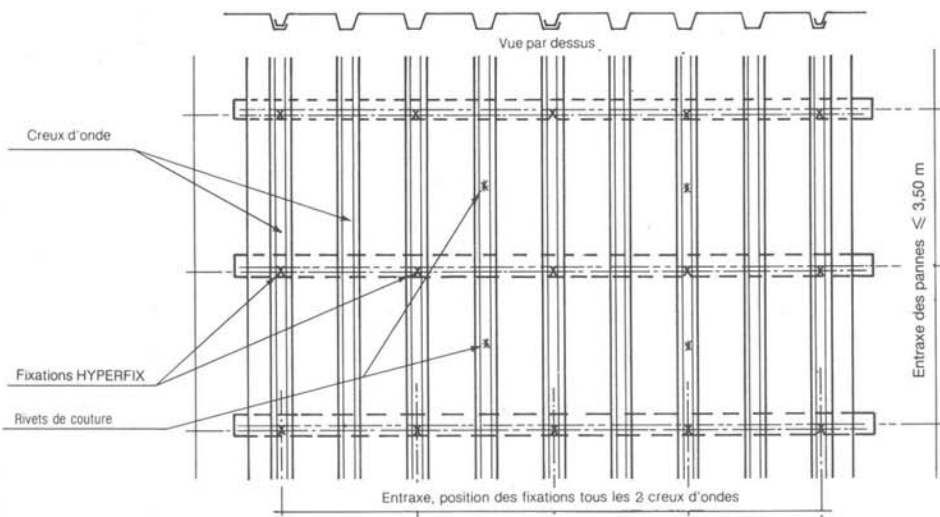 Vue par dessus
Creux d'onde
Entraxe des pannes ≤ 3,50 m
Fixations HYPERFIX
Rivets de couture
Entraxe, position des fixations tous les 2 creux d'ondes